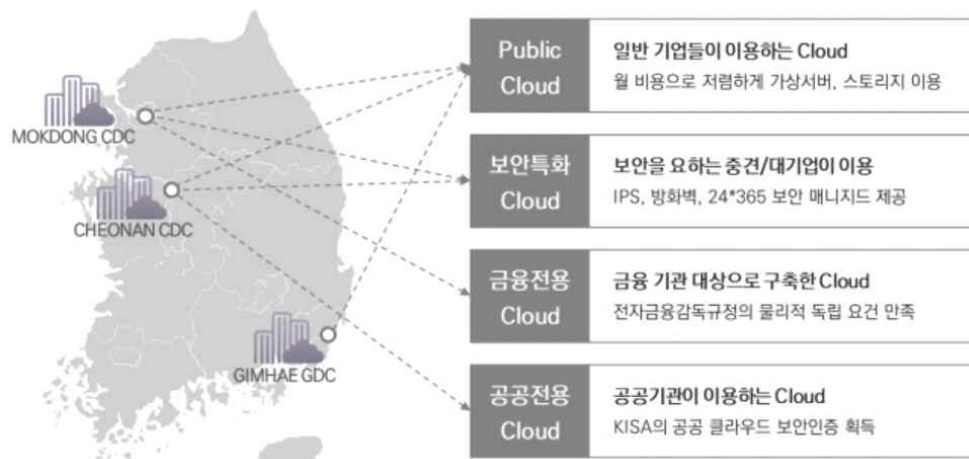 MOKDONG CDC
CHEONAN CDC
GIMHAE GDC
Public
Cloud
일반 기업들이 이용하는 Cloud
월 비용으로 저렴하게 가상서버, 스토리지 이용
보안특화
Cloud
보안을 요하는 중견/대기업이 이용
IPS, 방화벽, 24*365 보안 매니지드 제공
금융전용
Cloud
금융 기관 대상으로 구축한 Cloud
전자금융감독규정의 물리적 독립 요건 만족
공공전용
Cloud
공공기관이 이용하는 Cloud
KISA의 공공 클라우드 보안인증 획득